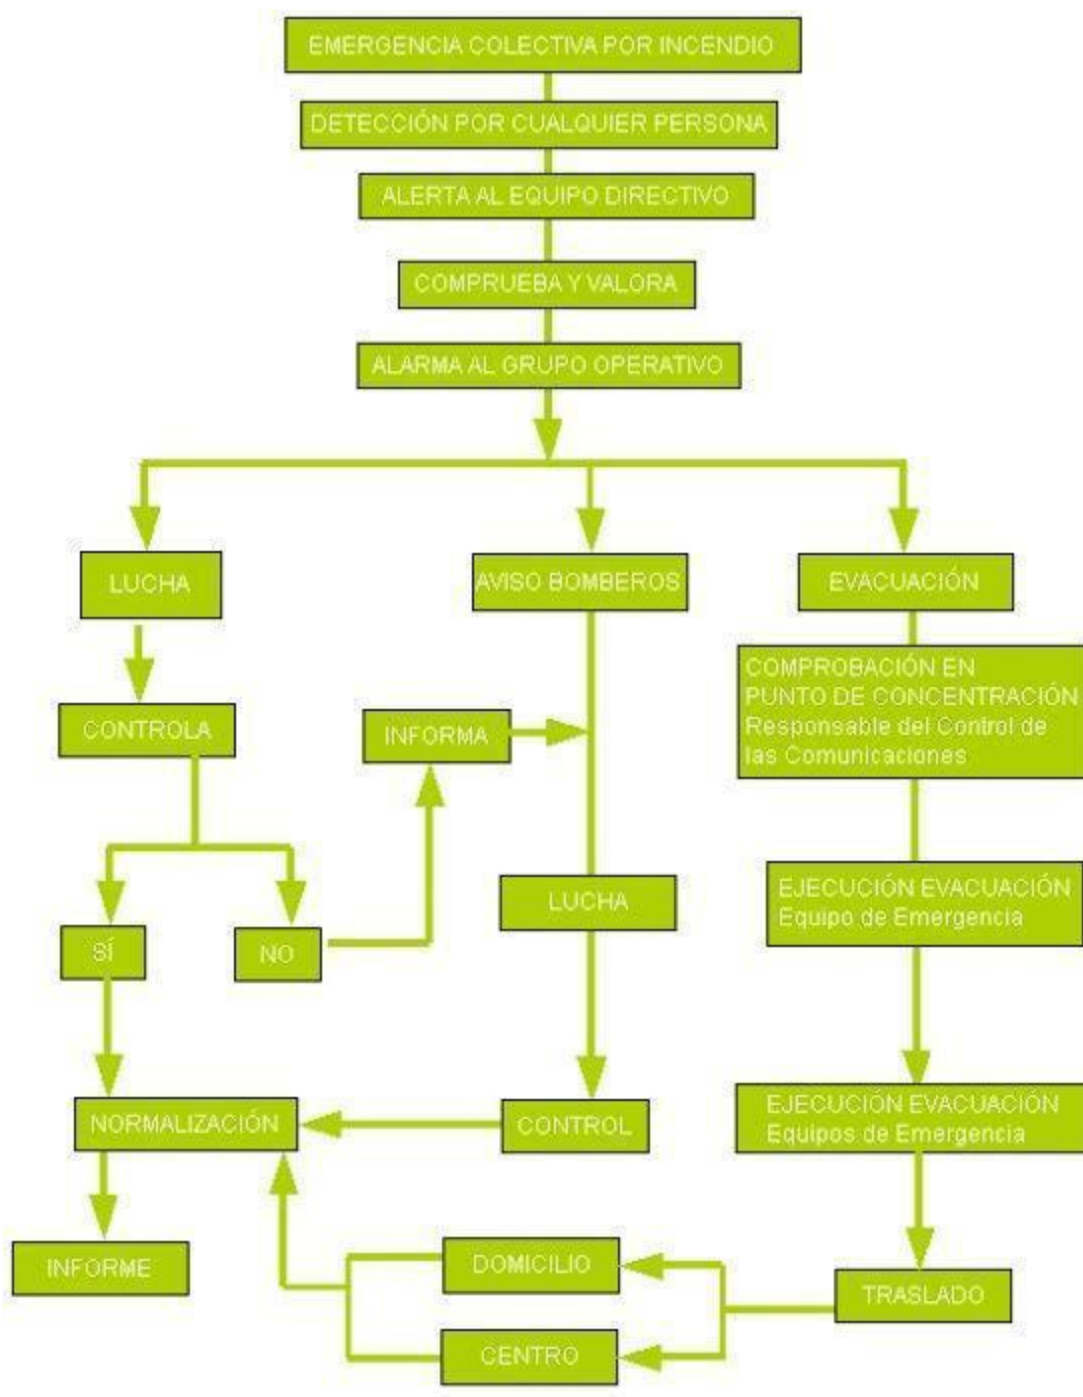 EMERGENCIA COLECTIVA POR INCENDIO
DETECCIÓN POR CUALQUIER PERSONA
ALERTA AL EQUIPO DIRECTIVO
COMPRUEBA Y VALORA
ALARMA AL GRUPO OPERATIVO
LUCHA
AVISO BOMBEROS
EVACUACIÓN
COMPROBACIÓN EN
PUNTO DE CONCENTRACIÓN
Responsable del Control de
las Comunicaciones
CONTROLA
INFORMA
EJECUCIÓN EVACUACIÓN
Equipo de Emergencia
LUCHA
SÍ
NO
NORMALIZACIÓN
CONTROL
EJECUCIÓN EVACUACIÓN
Equipos de Emergencia
INFORME
DOMICILIO
TRASLADO
CENTRO